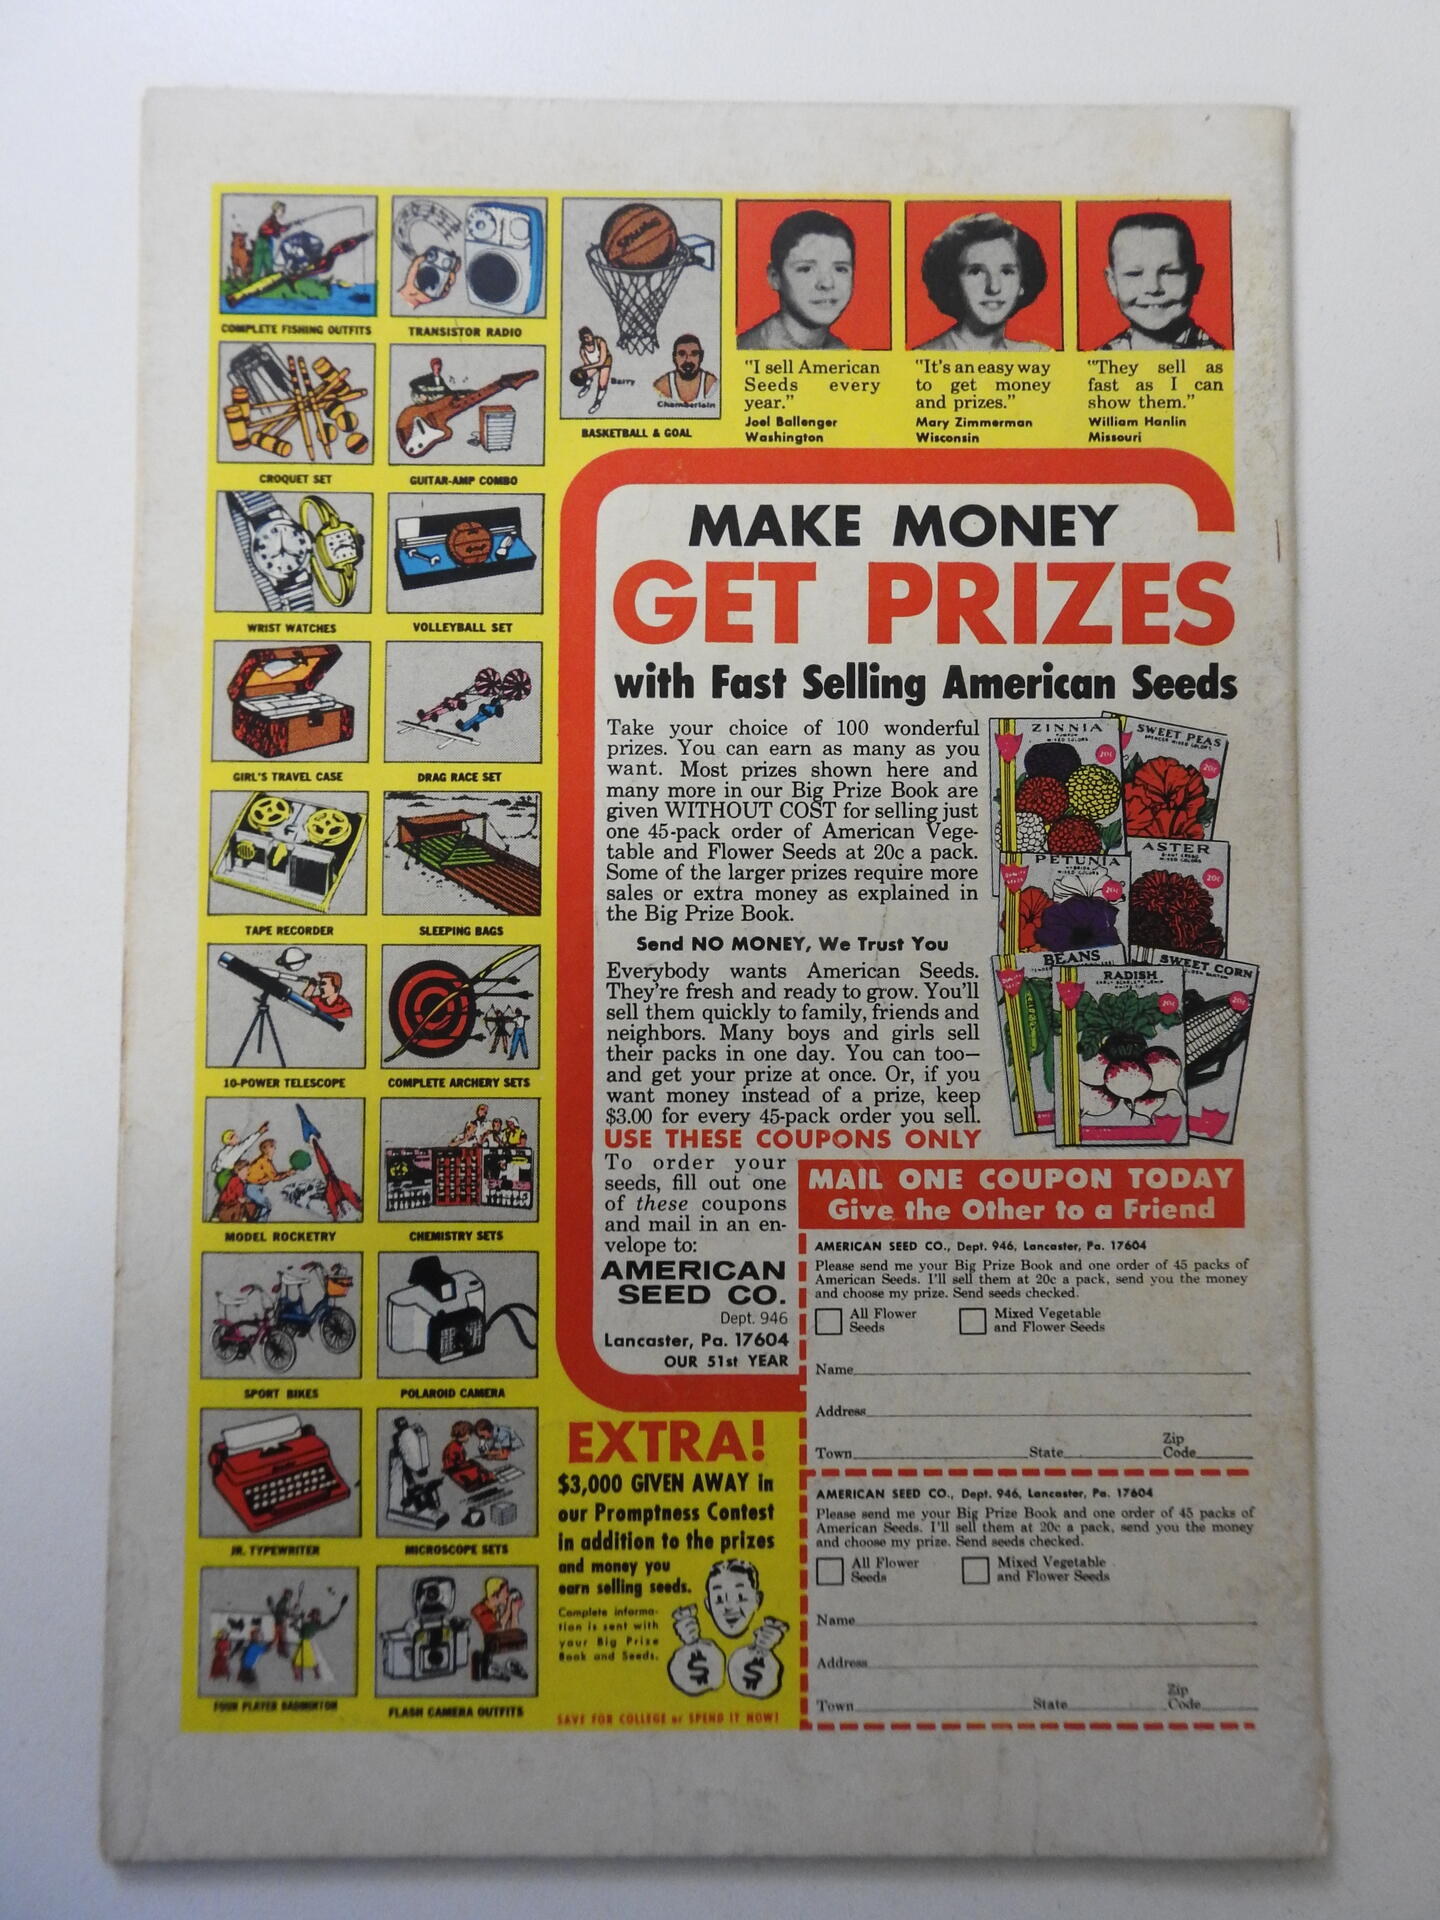 COMPLETE FISHING OUTFITS
TRANSISTOR RADIO
SPALDING
Barry
Chamberlain
BASKETBALL & GOAL
CROQUET SET
GUITAR-AMP COMBO
WRIST WATCHES
VOLLEYBALL SET
GIRL'S TRAVEL CASE
DRAG RACE SET
TAPE RECORDER
SLEEPING BAGS
10-POWER TELESCOPE
COMPLETE ARCHERY SETS
MODEL ROCKETRY
CHEMISTRY SETS
SPORT BIKES
POLAROID CAMERA
JR. TYPEWRITER
MICROSCOPE SETS
FOUR PLAYER BADMINTON
FLASH CAMERA OUTFITS
"I sell American
Seeds every
year."
Joel Ballenger
Washington
"It's an easy way
to get money
and prizes."
Mary Zimmerman
Wisconsin
"They sell as
fast as I can
show them."
William Hanlin
Missouri
MAKE MONEY
GET PRIZES
with Fast Selling American Seeds
Take your choice of 100 wonderful
prizes. You can earn as many as you
want. Most prizes shown here and
many more in our Big Prize Book are
given WITHOUT COST for selling just
one 45-pack order of American Vege-
table and Flower Seeds at 20c a pack.
Some of the larger prizes require more
sales or extra money as explained in
the Big Prize Book.
Send NO MONEY, We Trust You
Everybody wants American Seeds.
They're fresh and ready to grow. You'll
sell them quickly to family, friends and
neighbors. Many boys and girls sell
their packs in one day. You can too—
and get your prize at once. Or, if you
want money instead of a prize, keep
$3.00 for every 45-pack order you sell.
USE THESE COUPONS ONLY
To order your
seeds, fill out one
of these coupons
and mail in an en-
velope to:
AMERICAN
SEED CO.
Dept. 946
Lancaster, Pa. 17604
OUR 51st YEAR
ZINNIA
MIXED COLORS
20c
SWEET PEAS
SPENCER MIXED COLORS
20c
PETUNIA
MIXED COLORS
20c
ASTER
MIXED COLORS
20c
BEANS
RADISH
20c
SWEET CORN
20c
MAIL ONE COUPON TODAY
Give the Other to a Friend
AMERICAN SEED CO., Dept. 946, Lancaster, Pa. 17604
Please send me your Big Prize Book and one order of 45 packs of
American Seeds. I'll sell them at 20c a pack, send you the money
and choose my prize. Send seeds checked.
All Flower
Seeds
Mixed Vegetable
and Flower Seeds
Name
Address
Town State Zip Code
AMERICAN SEED CO., Dept. 946, Lancaster, Pa. 17604
Please send me your Big Prize Book and one order of 45 packs of
American Seeds. I'll sell them at 20c a pack, send you the money
and choose my prize. Send seeds checked.
All Flower
Seeds
Mixed Vegetable
and Flower Seeds
Name
Address
Town State Zip Code
EXTRA!
$3,000 GIVEN AWAY in
our Promptness Contest
in addition to the prizes
and money you
earn selling seeds.
Complete informa-
tion is sent with
your Big Prize
Book and Seeds.
$ $
SAVE FOR COLLEGE or SPEND IT NOW!